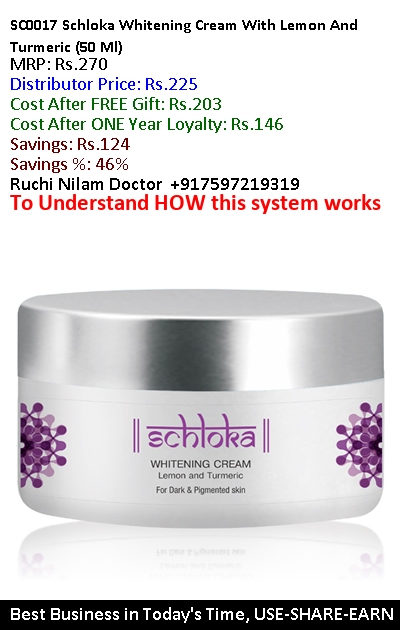 SC0017 Schloka Whitening Cream With Lemon And
Turmeric (50 Ml)
MRP: Rs.270
Distributor Price: Rs.225
Cost After FREE Gift: Rs.203
Cost After ONE Year Loyalty: Rs.146
Savings: Rs.124
Savings %: 46%
Ruchi Nilam Doctor +917597219319
To Understand HOW this system works
schloka
WHITENING CREAM
Lemon and Turmeric
For Dark & Pigmented skin
Best Business in Today's Time, USE-SHARE-EARN